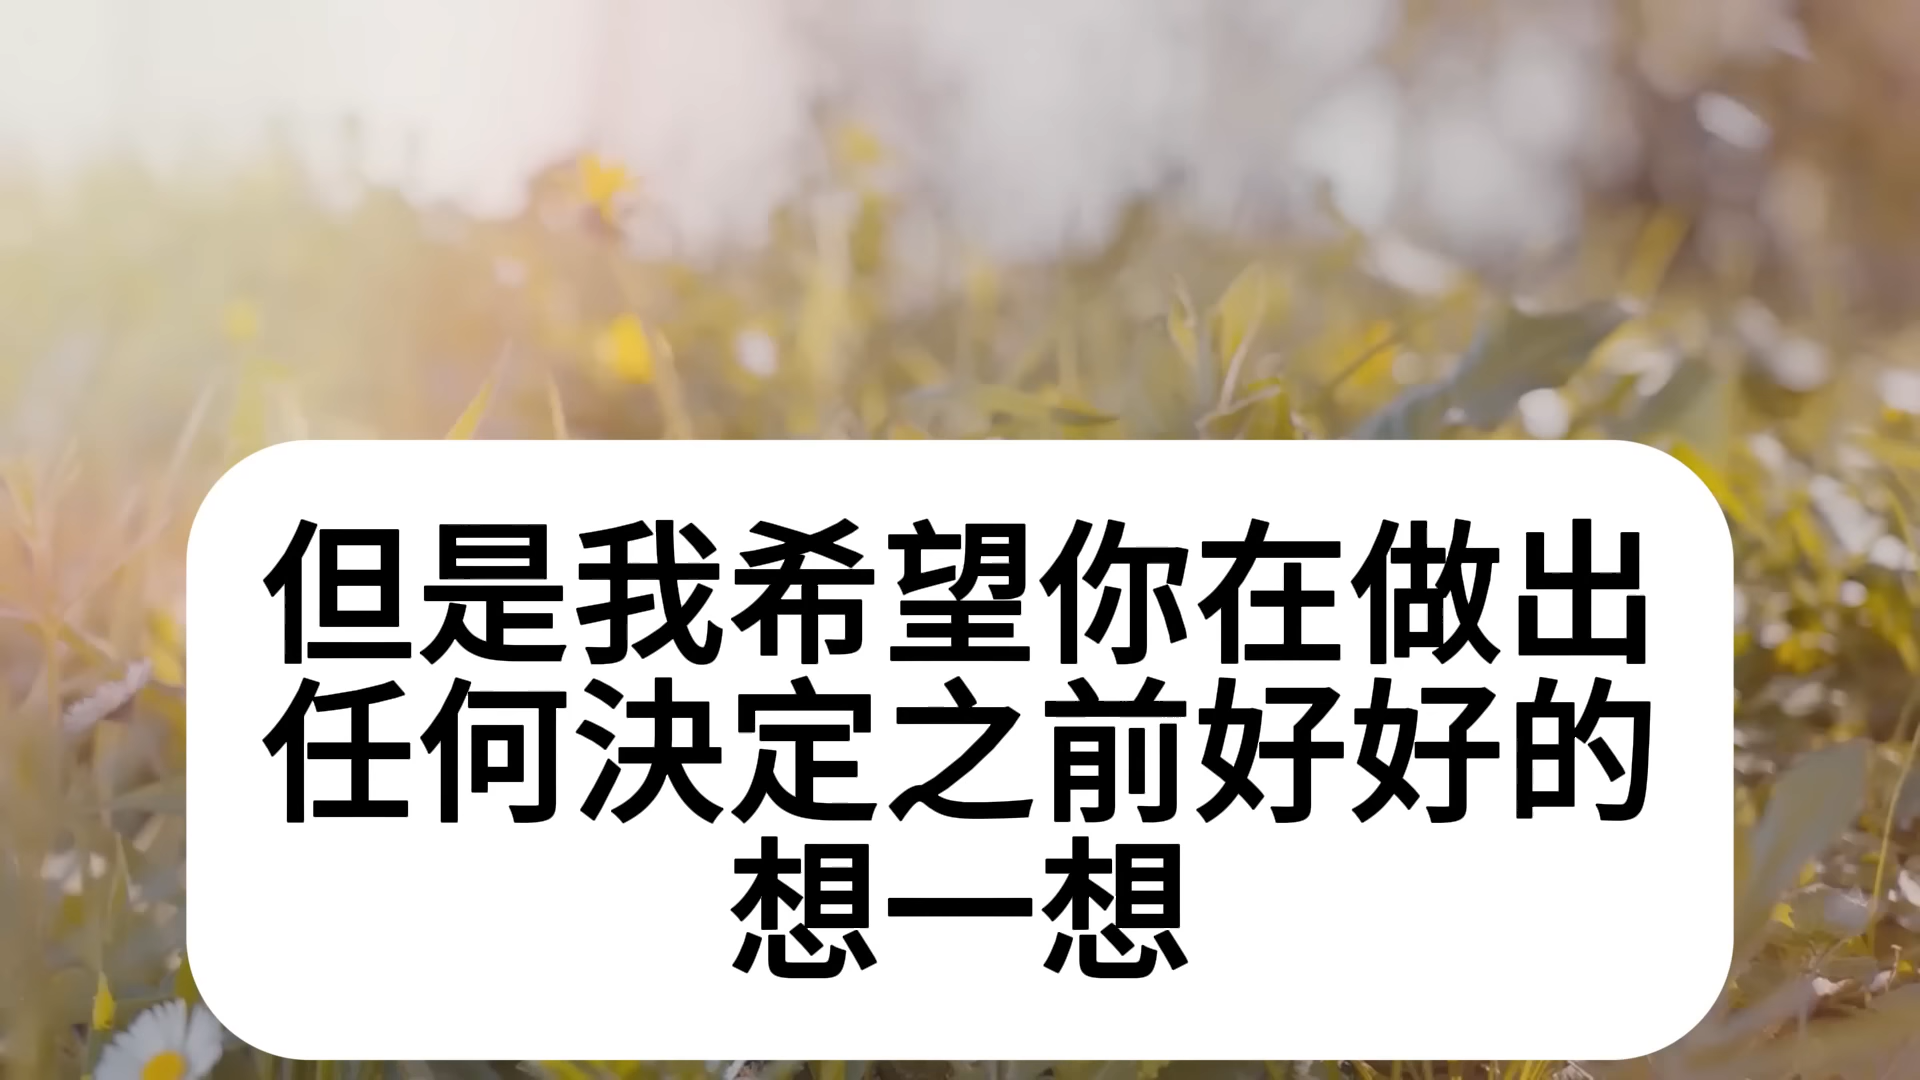 但是我希望你在做出
任何決定之前好好的
想一想